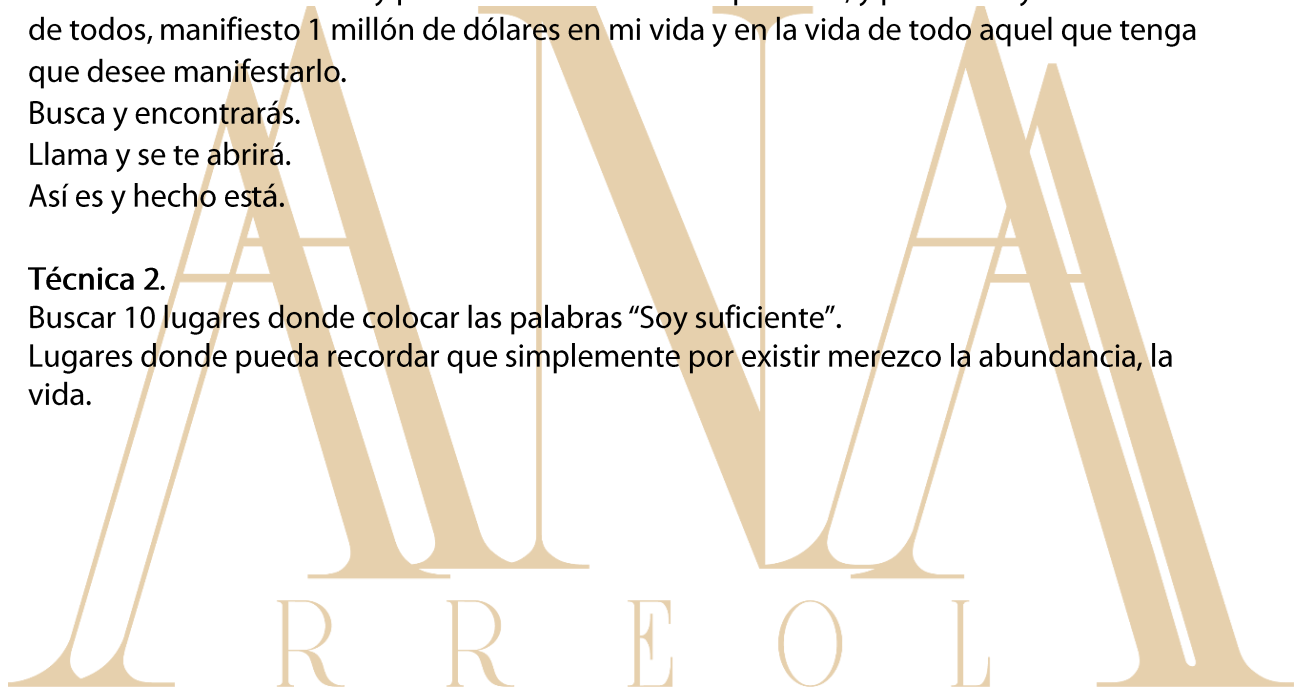 de todos, manifiesto 1 millón de dólares en mi vida y en la vida de todo aquel que tenga
que desee manifestarlo.
Busca y encontrarás.
Llama y se te abrirá.
Así es y hecho está.
Técnica 2.
Buscar 10 lugares donde colocar las palabras “Soy suficiente”.
Lugares donde pueda recordar que simplemente por existir merezco la abundancia, la
vida.
ANA
RREOL